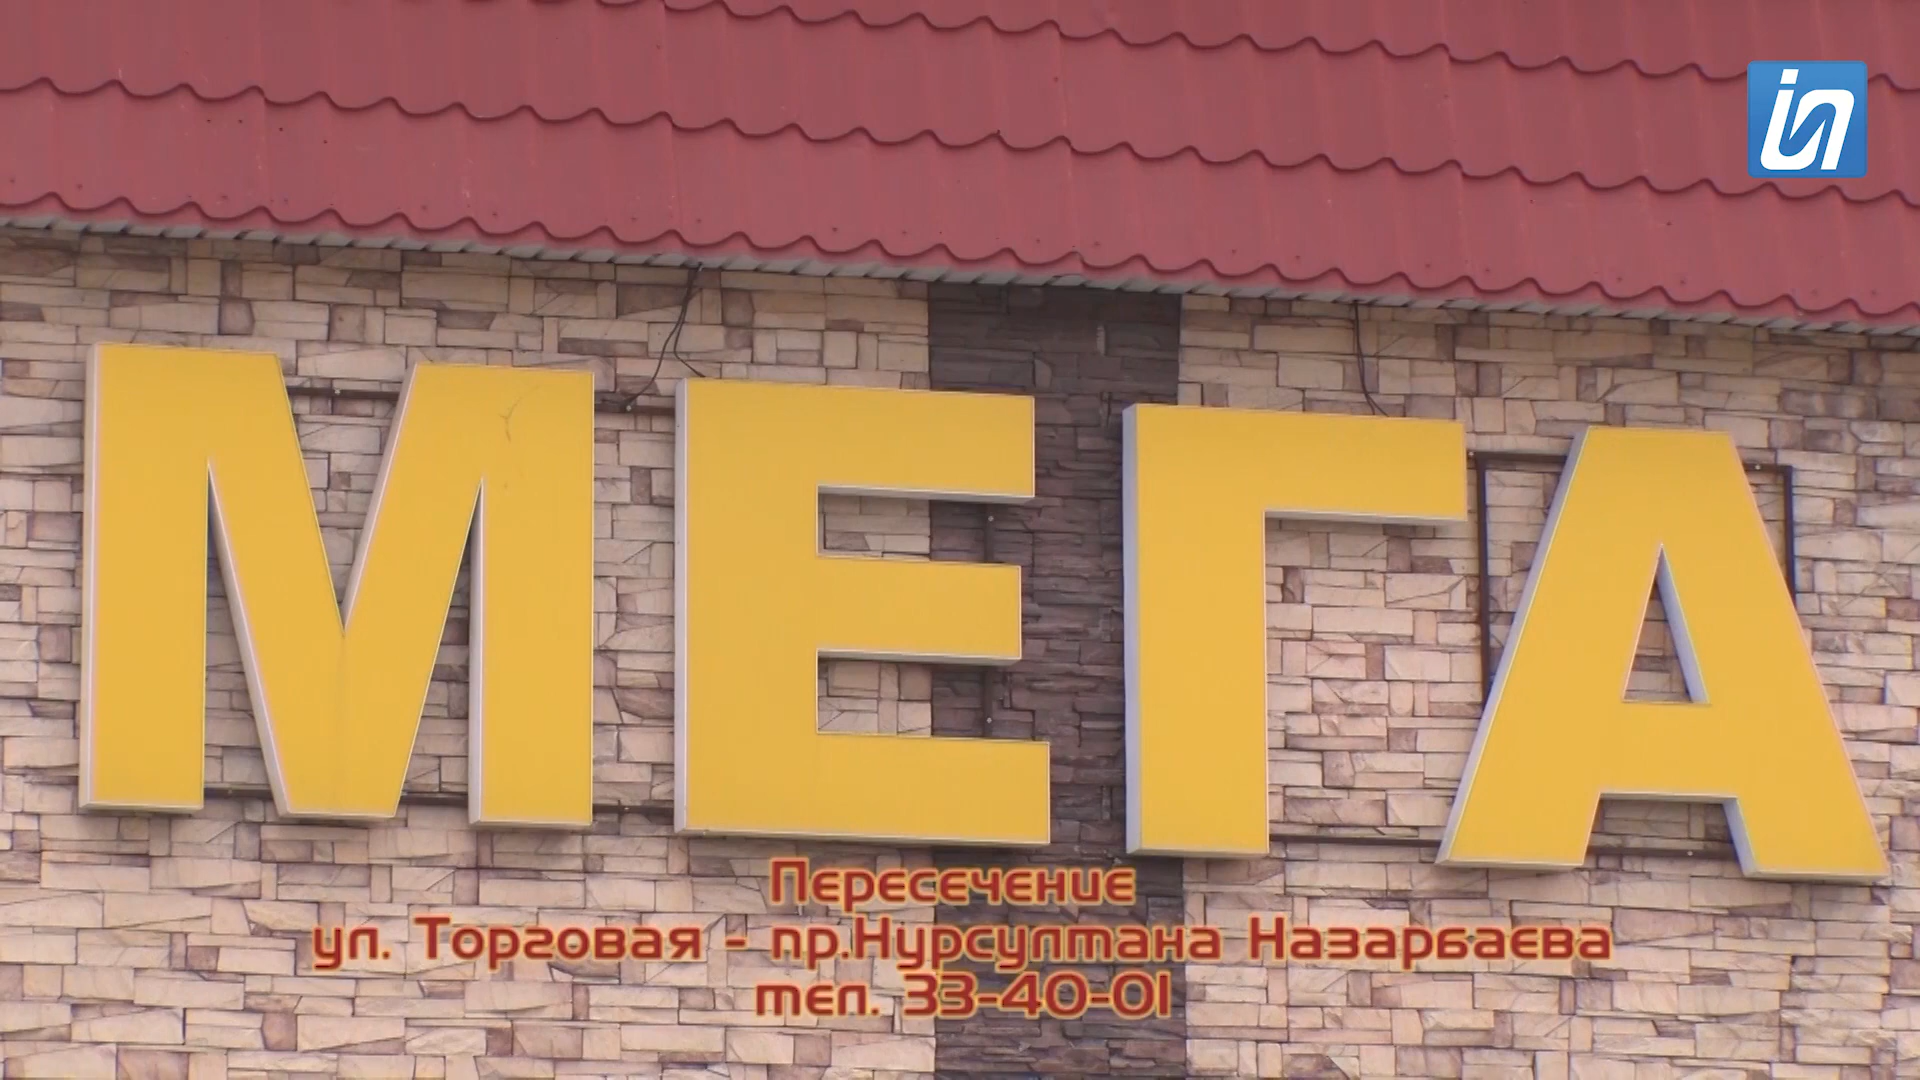 МЕГА
Пересечение
ул. Торговая - пр.Нурсултана Назарбаева
тел. 33-40-01